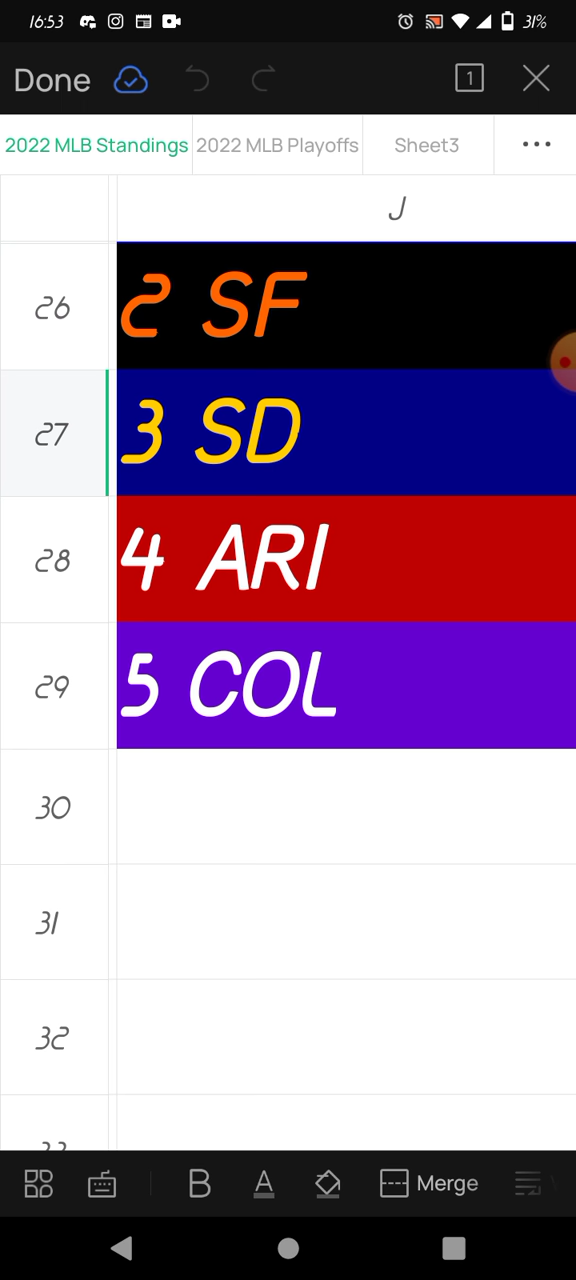 16:53 31%
Done 1
2022 MLB Standings 2022 MLB Playoffs Sheet3
J
26 2 SF
27 3 SD
28 4 ARI
29 5 COL
30
31
32
33
B A Merge